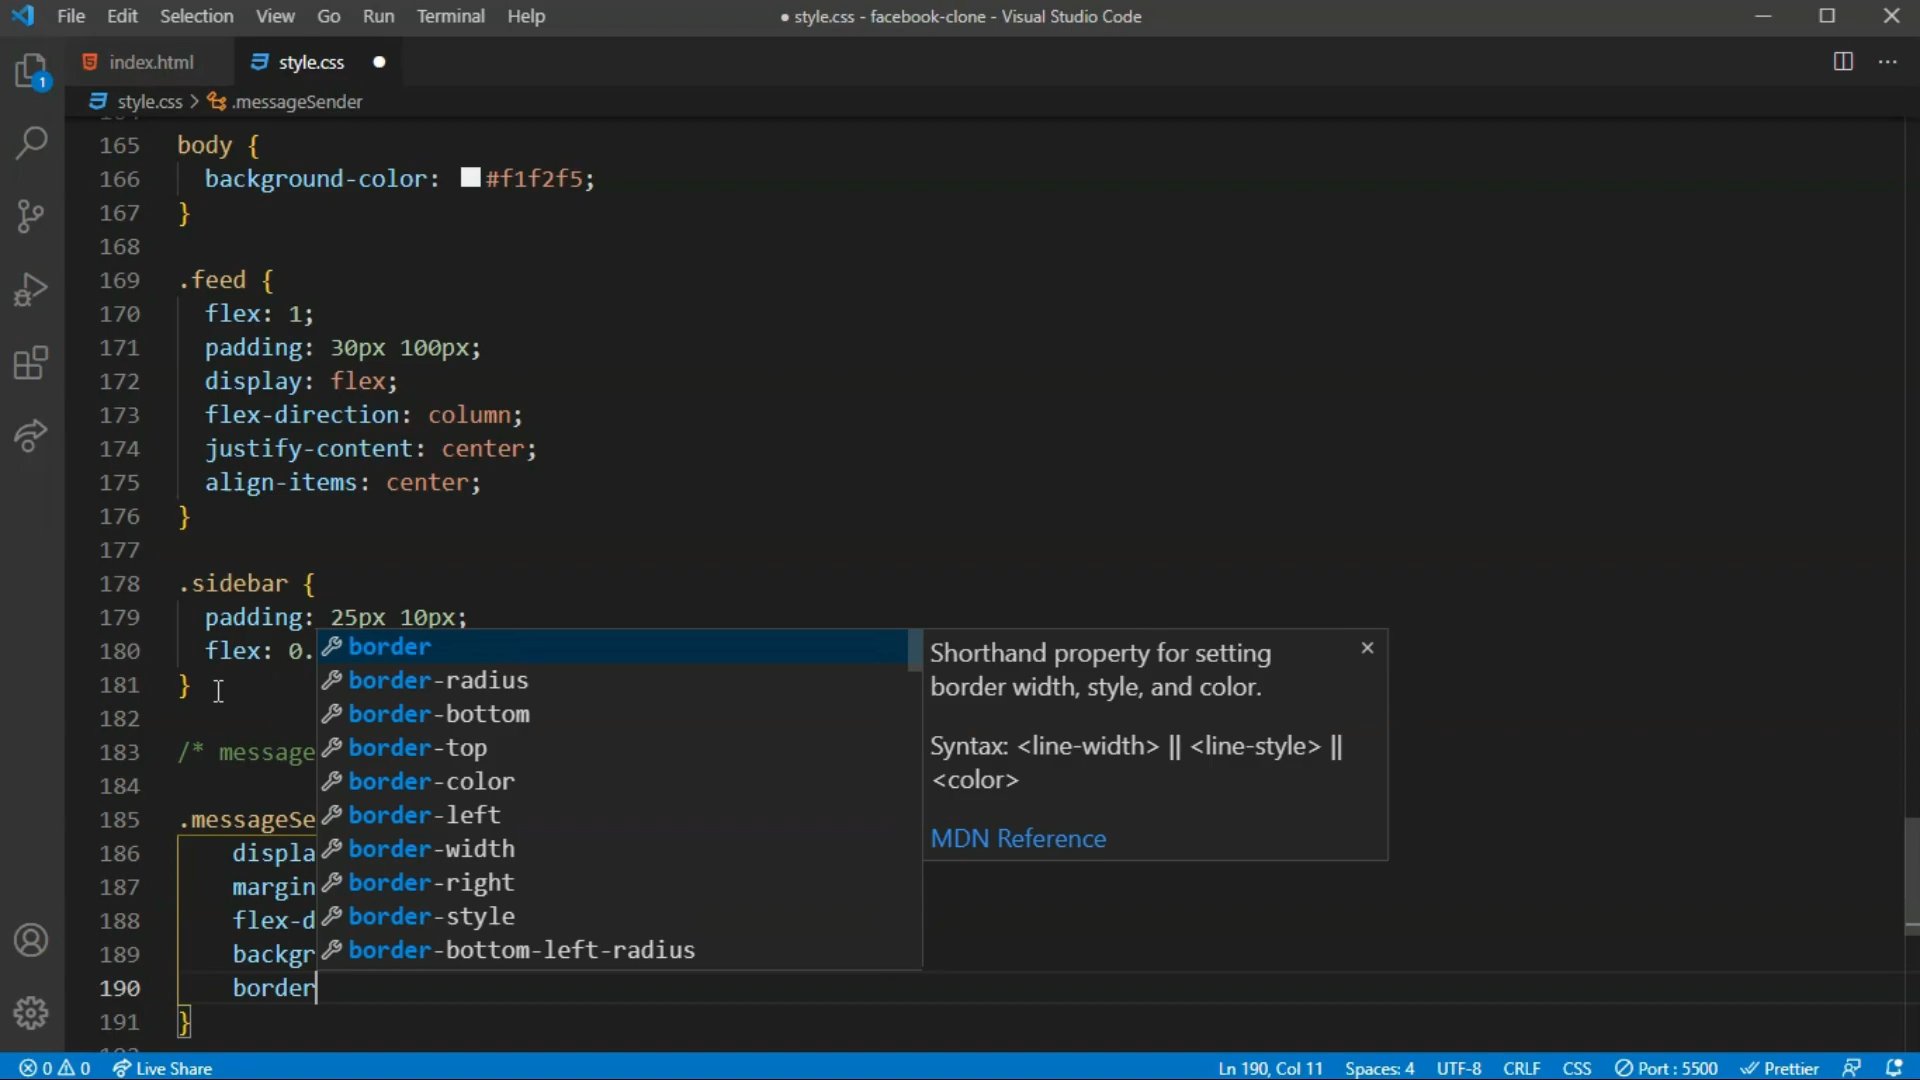 File Edit Selection View Go Run Terminal Help
● style.css - facebook-clone - Visual Studio Code
index.html style.css ●
style.css > .messageSender
165 body {
166 background-color: #f1f2f5;
167 }
168
169 .feed {
170 flex: 1;
171 padding: 30px 100px;
172 display: flex;
173 flex-direction: column;
174 justify-content: center;
175 align-items: center;
176 }
177
178 .sidebar {
179 padding: 25px 10px;
180 flex: 0.
181 }
182
183 /* message
184
185 .messageSe
186 displa
187 margin
188 flex-d
189 backgr
190 border
191 }
border
border-radius
border-bottom
border-top
border-color
border-left
border-width
border-right
border-style
border-bottom-left-radius
Shorthand property for setting
border width, style, and color.
Syntax: <line-width> || <line-style> ||
<color>
MDN Reference
1
0 0 Live Share Ln 190, Col 11 Spaces: 4 UTF-8 CRLF CSS Port : 5500 Prettier